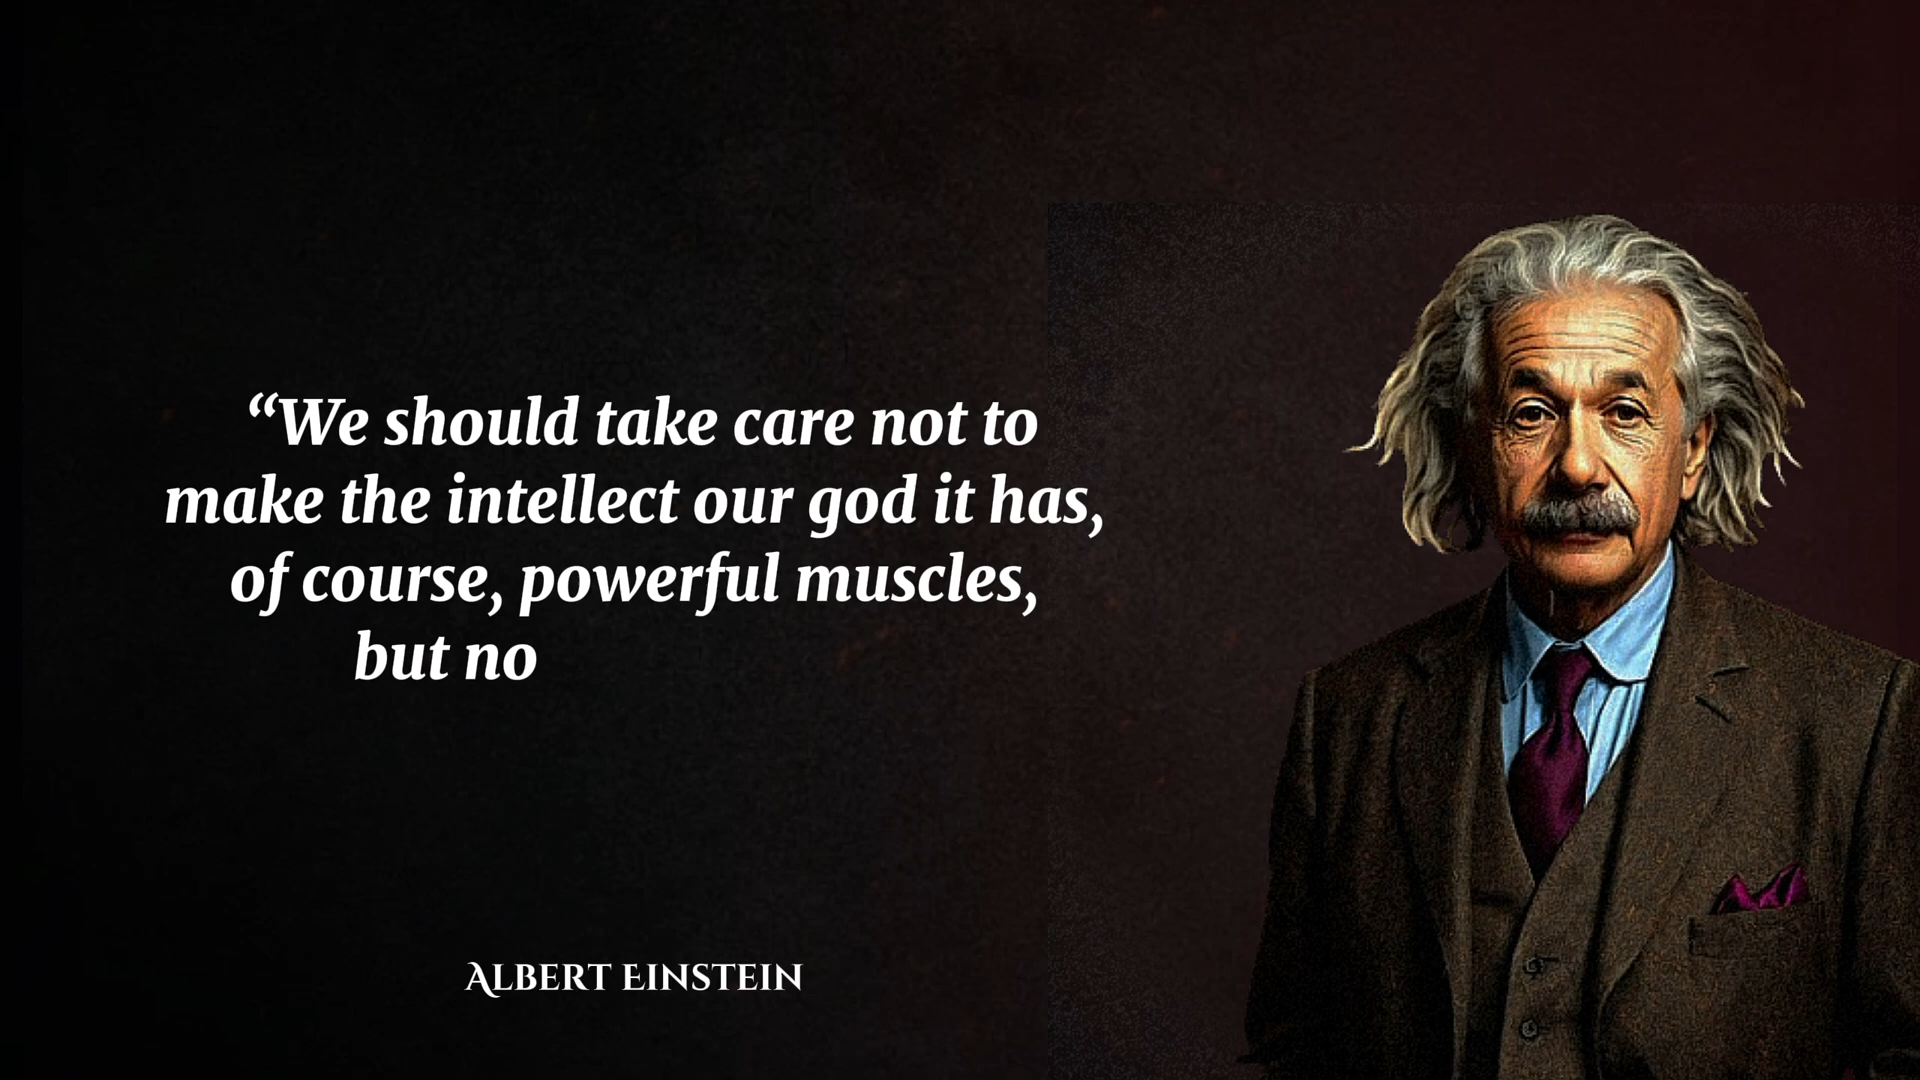 “We should take care not to
make the intellect our god it has,
of course, powerful muscles,
but no
Albert Einstein